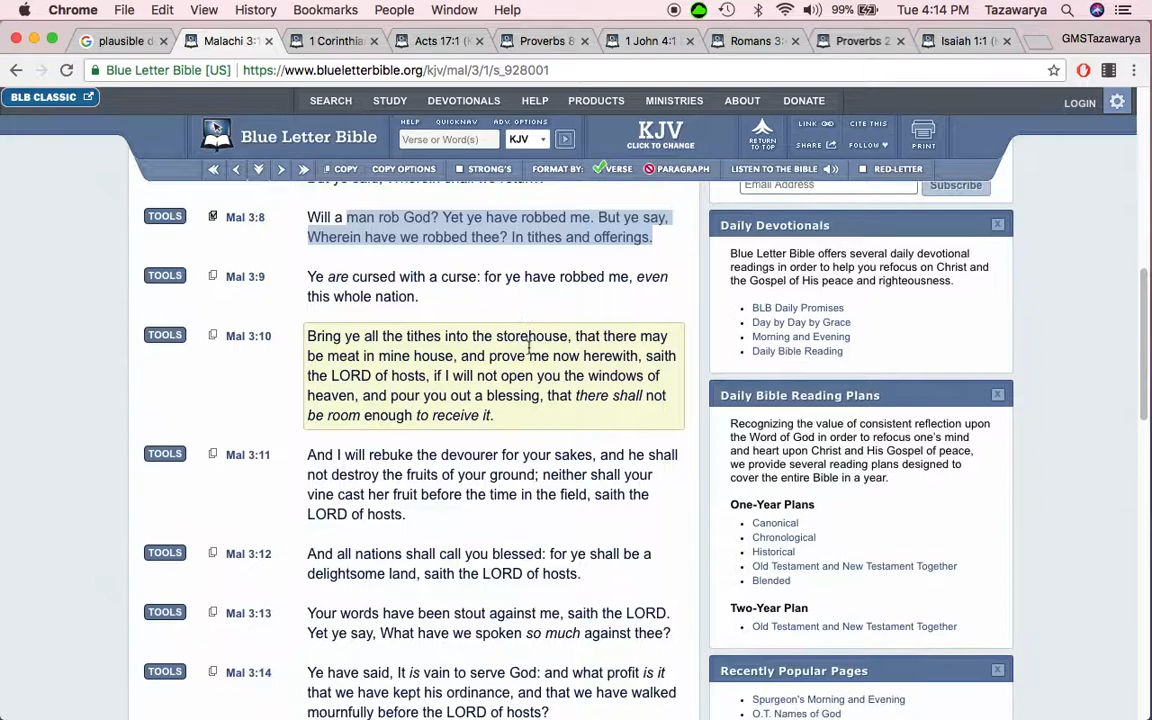 Chrome File Edit View History Bookmarks People Window Help 99% Tue 4:14 PM Tazawarya
plausible d Malachi 3:1 1 Corinthia Acts 17:1 (K Proverbs 8 1 John 4:1 Romans 3: Proverbs 2 Isaiah 1:1 (K GMSTazawarya
Blue Letter Bible [US] https://www.blueletterbible.org/kjv/mal/3/1/s_928001
BLB CLASSIC SEARCH STUDY DEVOTIONALS HELP PRODUCTS MINISTRIES ABOUT DONATE LOGIN
HELP QUICKNAV ADV. OPTIONS
Blue Letter Bible Verse or Word(s) KJV
KJV
CLICK TO CHANGE
RETURN
TO TOP
LINK CITE THIS
SHARE FOLLOW PRINT
COPY COPY OPTIONS STRONG'S FORMAT BY: VERSE PARAGRAPH LISTEN TO THE BIBLE RED-LETTER
TOOLS Mal 3:8 Will a man rob God? Yet ye have robbed me. But ye say,
Wherein have we robbed thee? In tithes and offerings.
TOOLS Mal 3:9 Ye are cursed with a curse: for ye have robbed me, even
this whole nation.
TOOLS Mal 3:10 Bring ye all the tithes into the storehouse, that there may
be meat in mine house, and prove me now herewith, saith
the LORD of hosts, if I will not open you the windows of
heaven, and pour you out a blessing, that there shall not
be room enough to receive it.
TOOLS Mal 3:11 And I will rebuke the devourer for your sakes, and he shall
not destroy the fruits of your ground; neither shall your
vine cast her fruit before the time in the field, saith the
LORD of hosts.
TOOLS Mal 3:12 And all nations shall call you blessed: for ye shall be a
delightsome land, saith the LORD of hosts.
TOOLS Mal 3:13 Your words have been stout against me, saith the LORD.
Yet ye say, What have we spoken so much against thee?
TOOLS Mal 3:14 Ye have said, It is vain to serve God: and what profit is it
that we have kept his ordinance, and that we have walked
mournfully before the LORD of hosts?
Email Address Subscribe
Daily Devotionals
Blue Letter Bible offers several daily devotional
readings in order to help you refocus on Christ and
the Gospel of His peace and righteousness.
BLB Daily Promises
Day by Day by Grace
Morning and Evening
Daily Bible Reading
Daily Bible Reading Plans
Recognizing the value of consistent reflection upon
the Word of God in order to refocus one's mind
and heart upon Christ and His Gospel of peace,
we provide several reading plans designed to
cover the entire Bible in a year.
One-Year Plans
Canonical
Chronological
Historical
Old Testament and New Testament Together
Blended
Two-Year Plan
Old Testament and New Testament Together
Recently Popular Pages
Spurgeon's Morning and Evening
O.T. Names of God